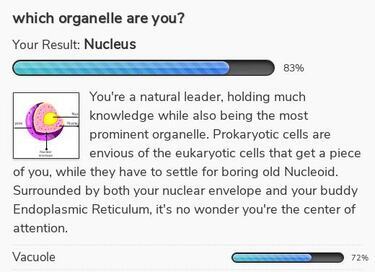 which organelle are you?
Your Result: Nucleus
83%
You're a natural leader, holding much
knowledge while also being the most
prominent organelle. Prokaryotic cells are
envious of the eukaryotic cells that get a piece
of you, while they have to settle for boring old Nucleoid.
Surrounded by both your nuclear envelope and your buddy
Endoplasmic Reticulum, it's no wonder you're the center of
attention.
Vacuole
72%